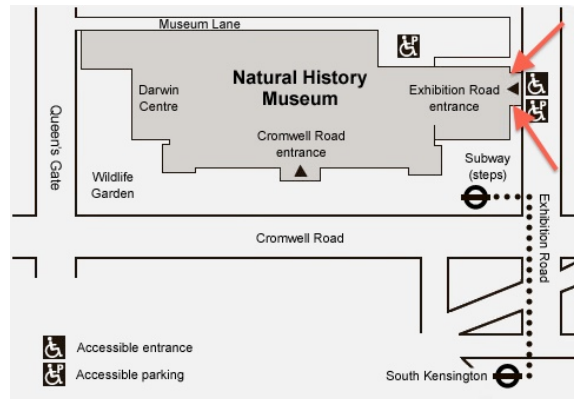 Museum Lane
P
Natural History
Museum
Darwin
Centre
Exhibition Road
entrance
P
Cromwell Road
entrance
Queen's Gate
Wildlife
Garden
Subway
(steps)
Exhibition Road
Cromwell Road
Accessible entrance
P
Accessible parking
South Kensington